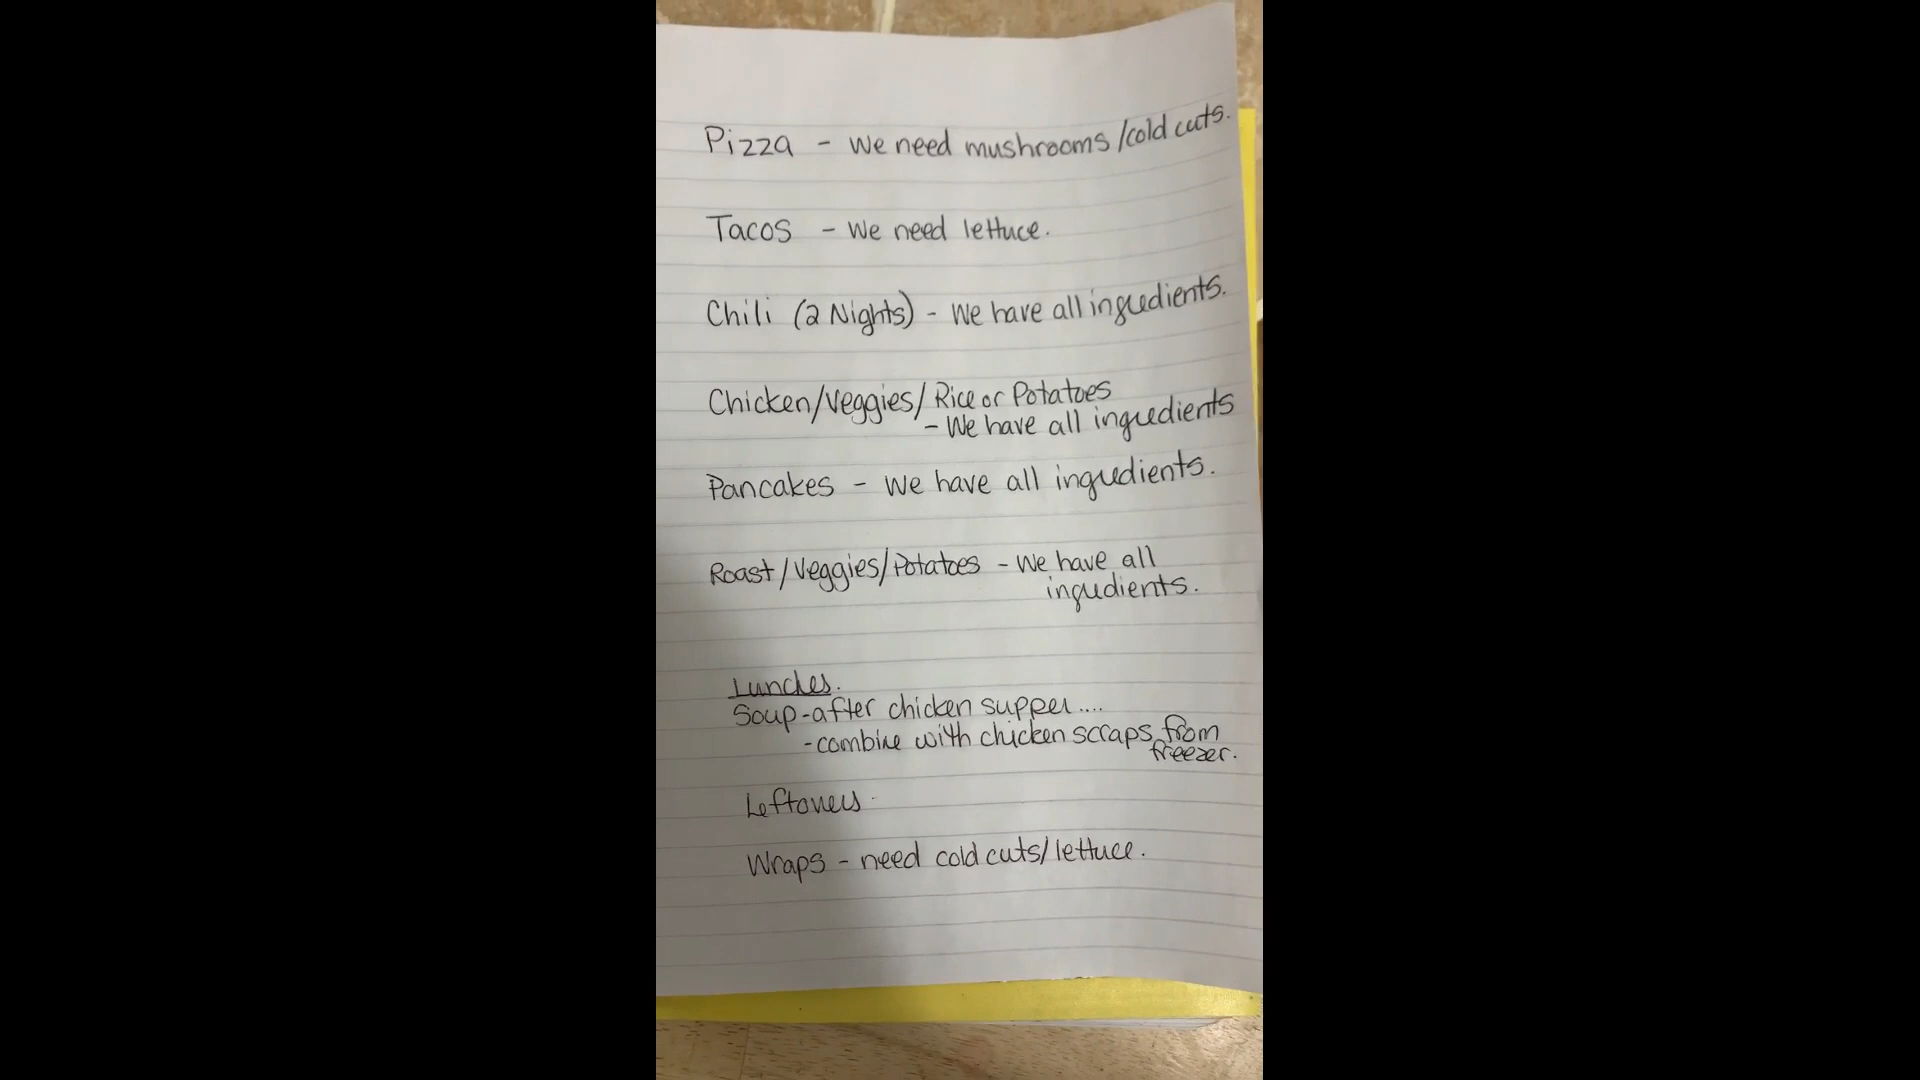 Pizza - We need mushrooms/cold cuts.
Tacos - We need lettuce.
Chili (2 Nights) - We have all ingredients.
Chicken/Veggies/Rice or Potatoes
- We have all ingredients
Pancakes - We have all ingredients.
Roast/Veggies/Potatoes - We have all
ingredients.
Lunches.
Soup - after chicken supper....
- combine with chicken scraps from
freezer.
Leftovers.
Wraps - need cold cuts/lettuce.